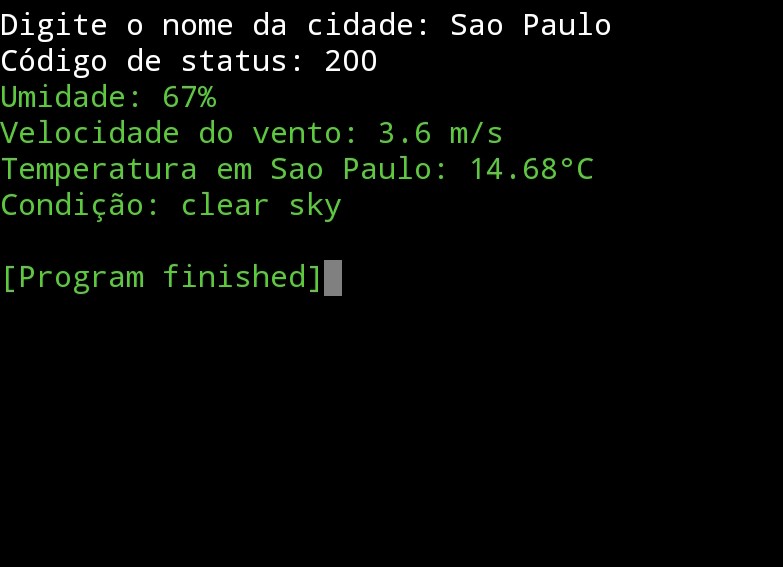 Digite o nome da cidade: Sao Paulo
Código de status: 200
Umidade: 67%
Velocidade do vento: 3.6 m/s
Temperatura em Sao Paulo: 14.68°C
Condição: clear sky
[Program finished]